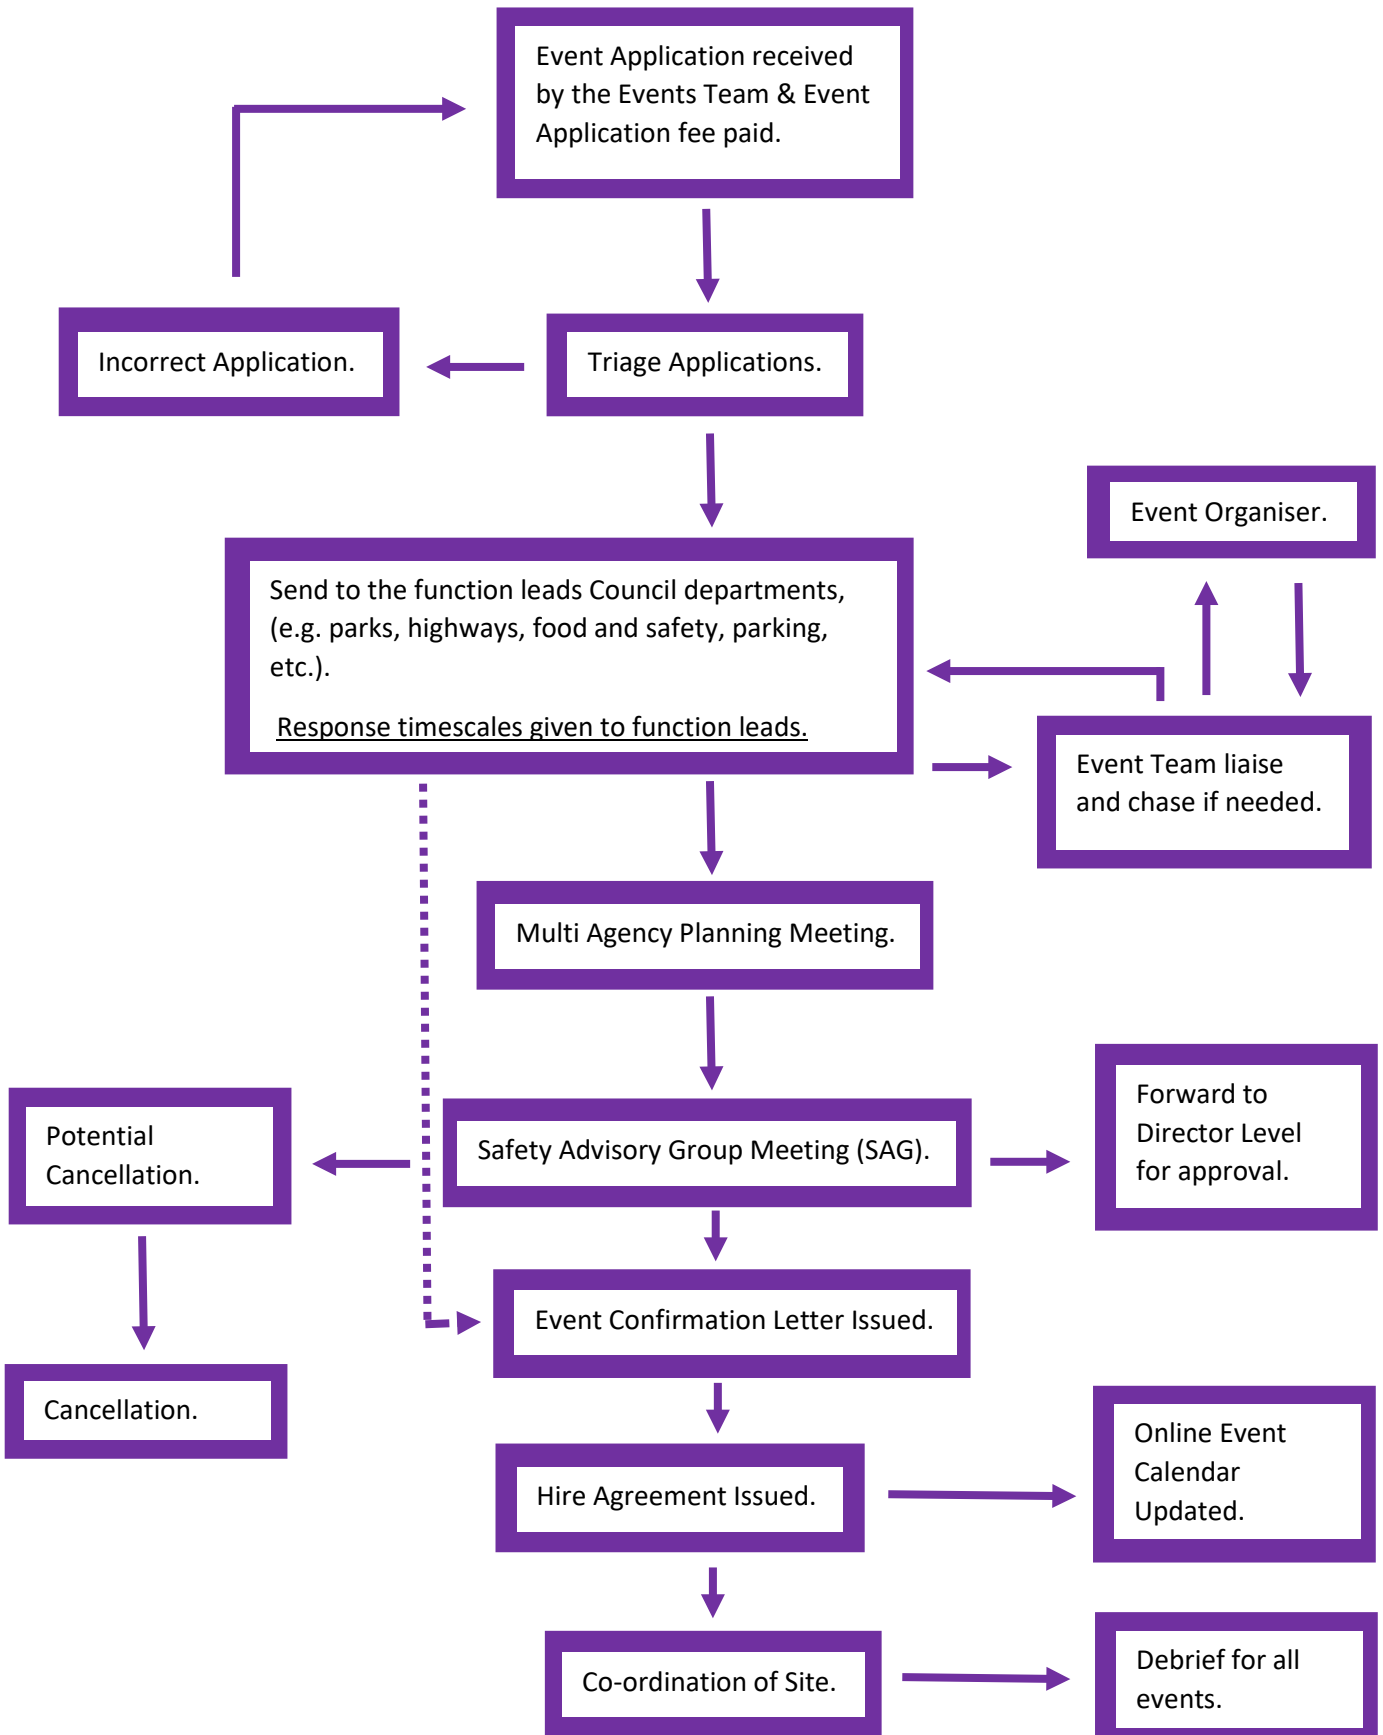 Event Application received
by the Events Team & Event
Application fee paid.
Incorrect Application.
Triage Applications.
Event Organiser.
Send to the function leads Council departments,
(e.g. parks, highways, food and safety, parking,
etc.).
Response timescales given to function leads.
Event Team liaise
and chase if needed.
Multi Agency Planning Meeting.
Forward to
Director Level
for approval.
Potential
Cancellation.
Safety Advisory Group Meeting (SAG).
Event Confirmation Letter Issued.
Cancellation.
Online Event
Calendar
Updated.
Hire Agreement Issued.
Co-ordination of Site.
Debrief for all
events.